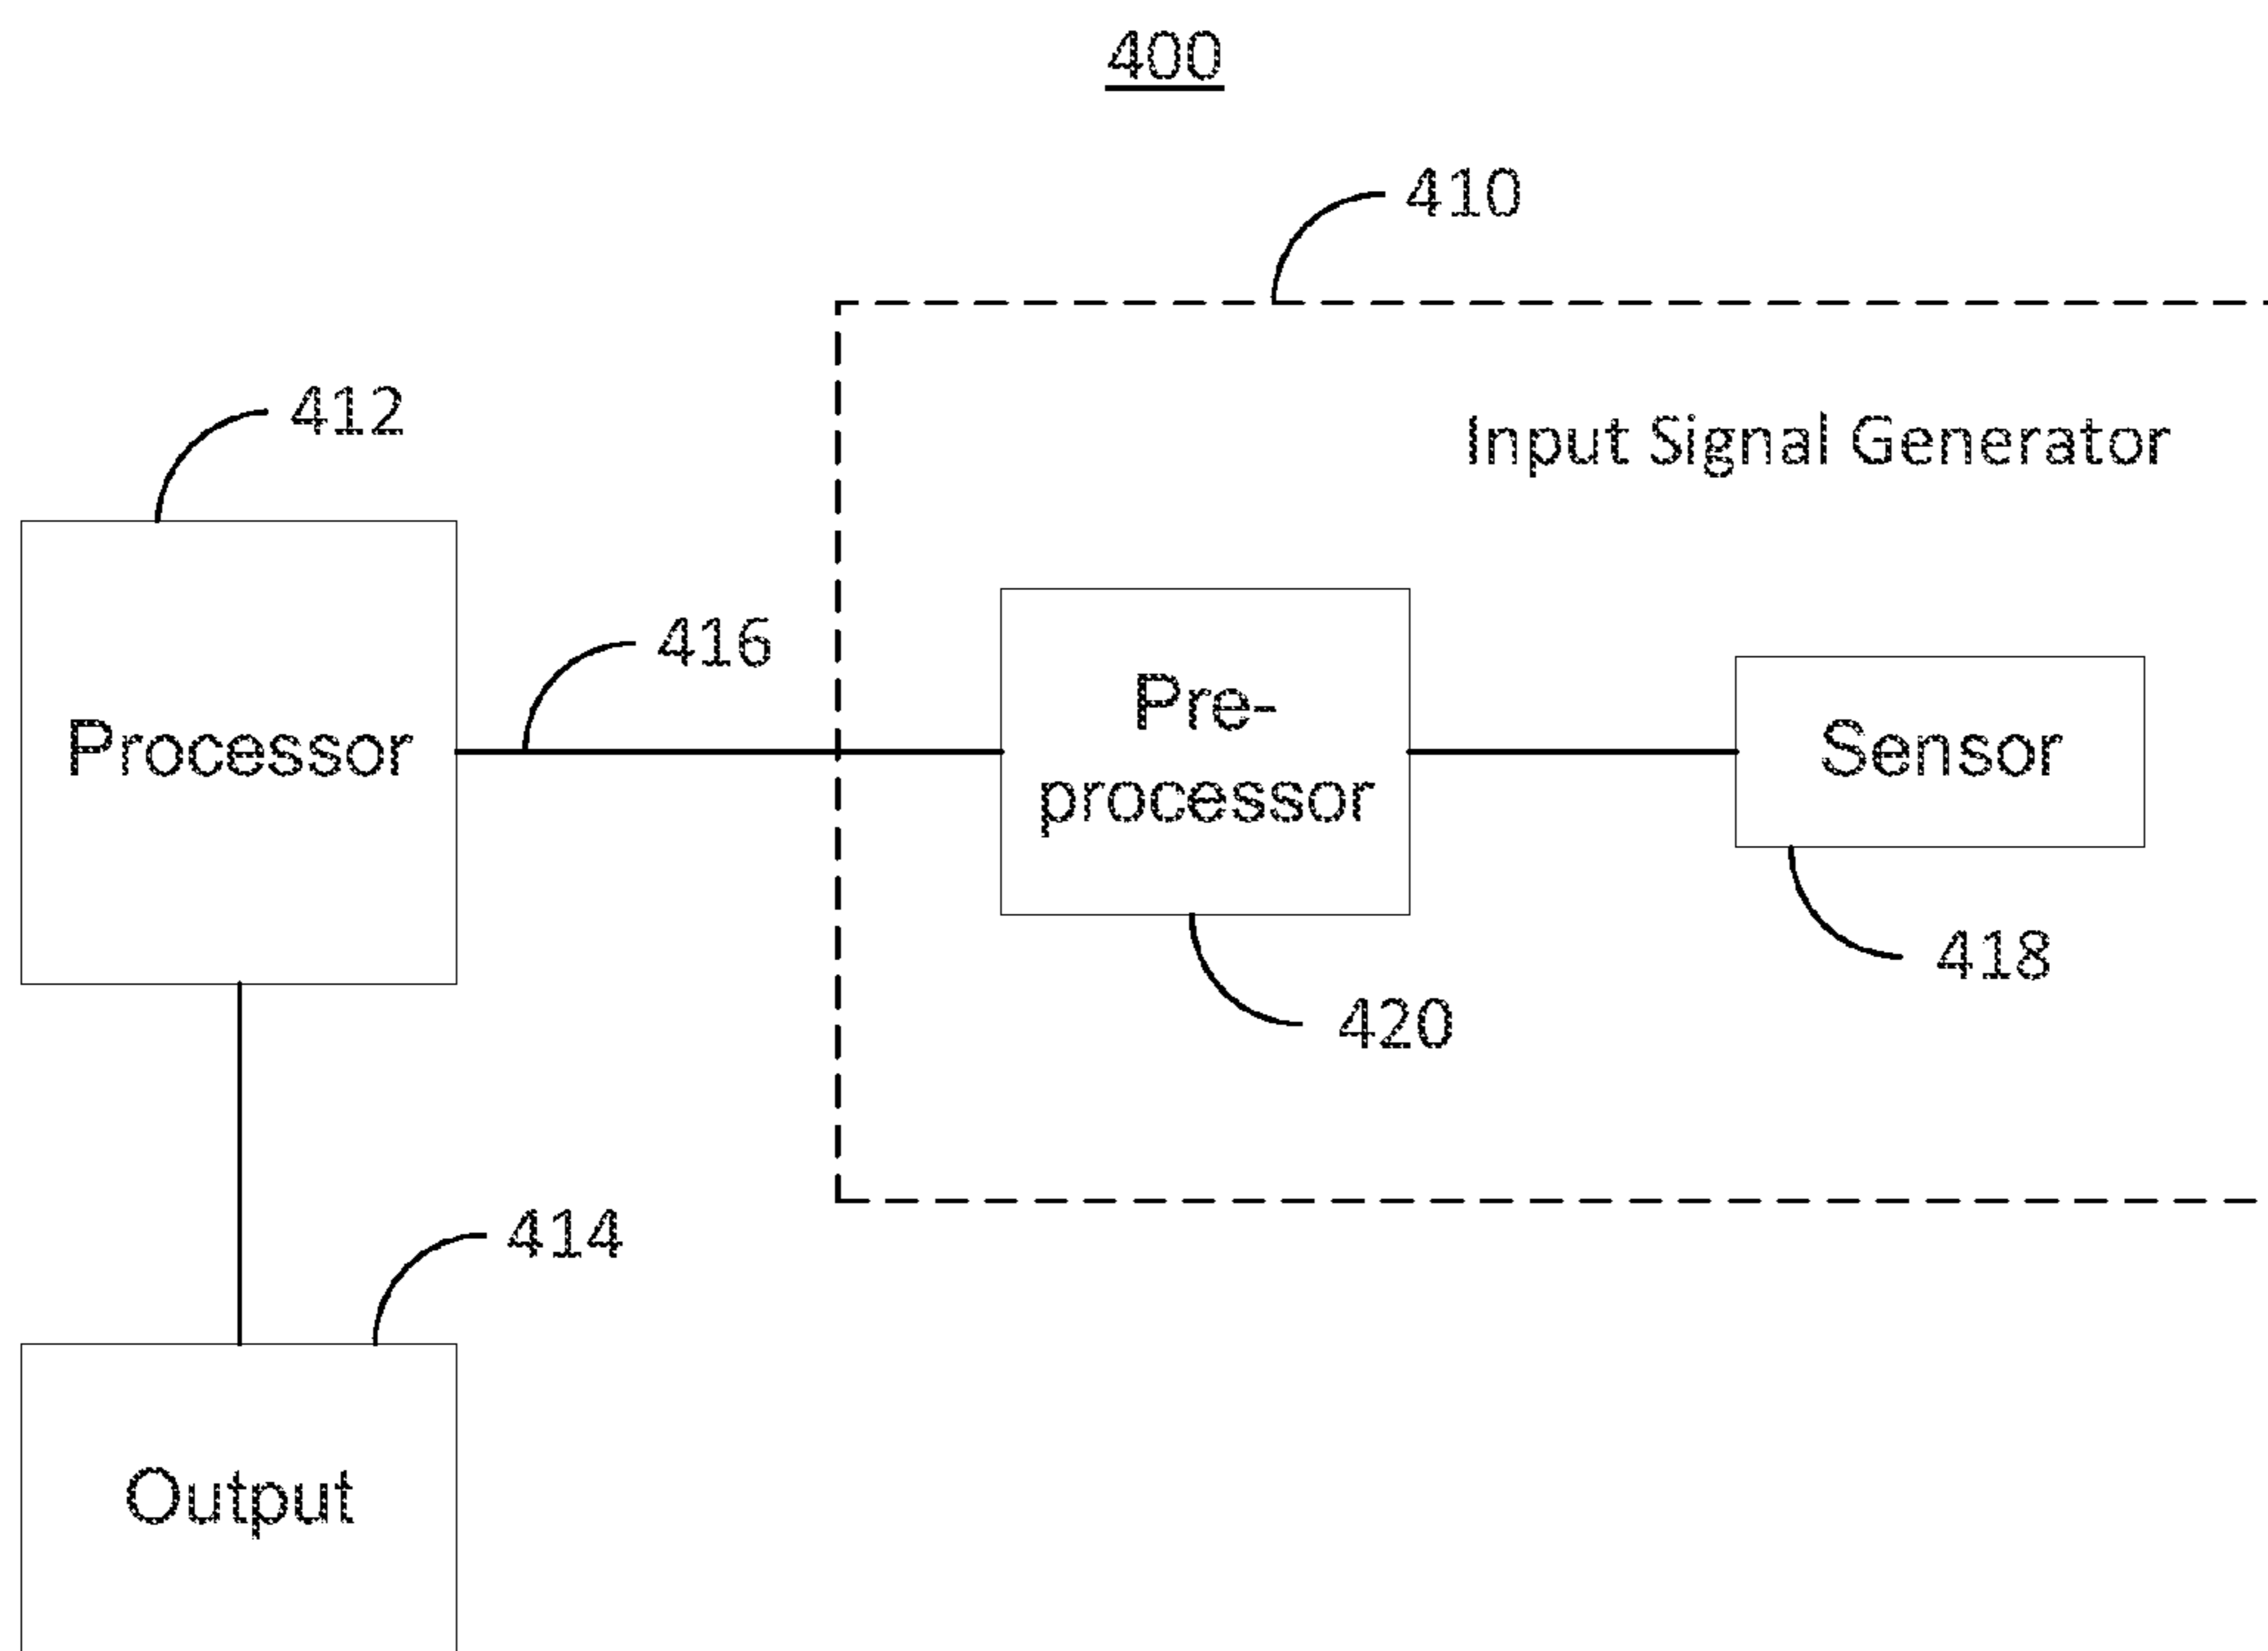 400
410
412
Input Signal Generator
416
Processor
Pre-
processor
Sensor
418
420
414
Output